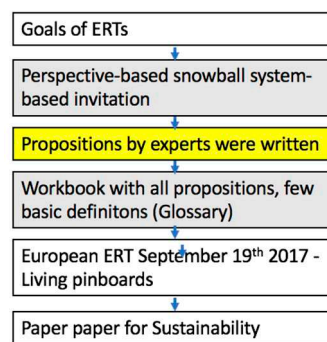 Goals of ERTs
Perspective-based snowball system-
based invitation
Propositions by experts were written
Workbook with all propositions, few
basic definitons (Glossary)
European ERT September 19th 2017 -
Living pinboards
Paper paper for Sustainability